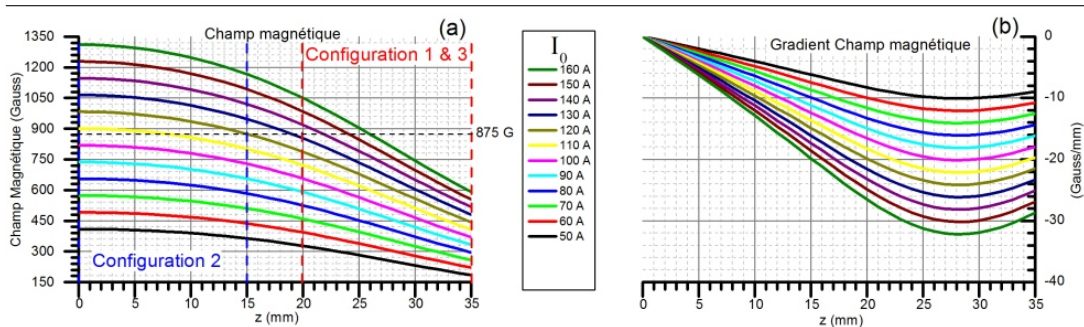 Champ magnétique
(a)
Configuration 1 & 3
Configuration 2
875 G
Champ Magnétique (Gauss)
1350
1200
1050
900
750
600
450
300
150
0 5 10 15 20 25 30 35
z (mm)
I0
160 A
150 A
140 A
130 A
120 A
110 A
100 A
90 A
80 A
70 A
60 A
50 A
(b)
Gradient Champ magnétique
0
-10
-20
-30
-40
(Gauss/mm)
0 5 10 15 20 25 30 35
z (mm)